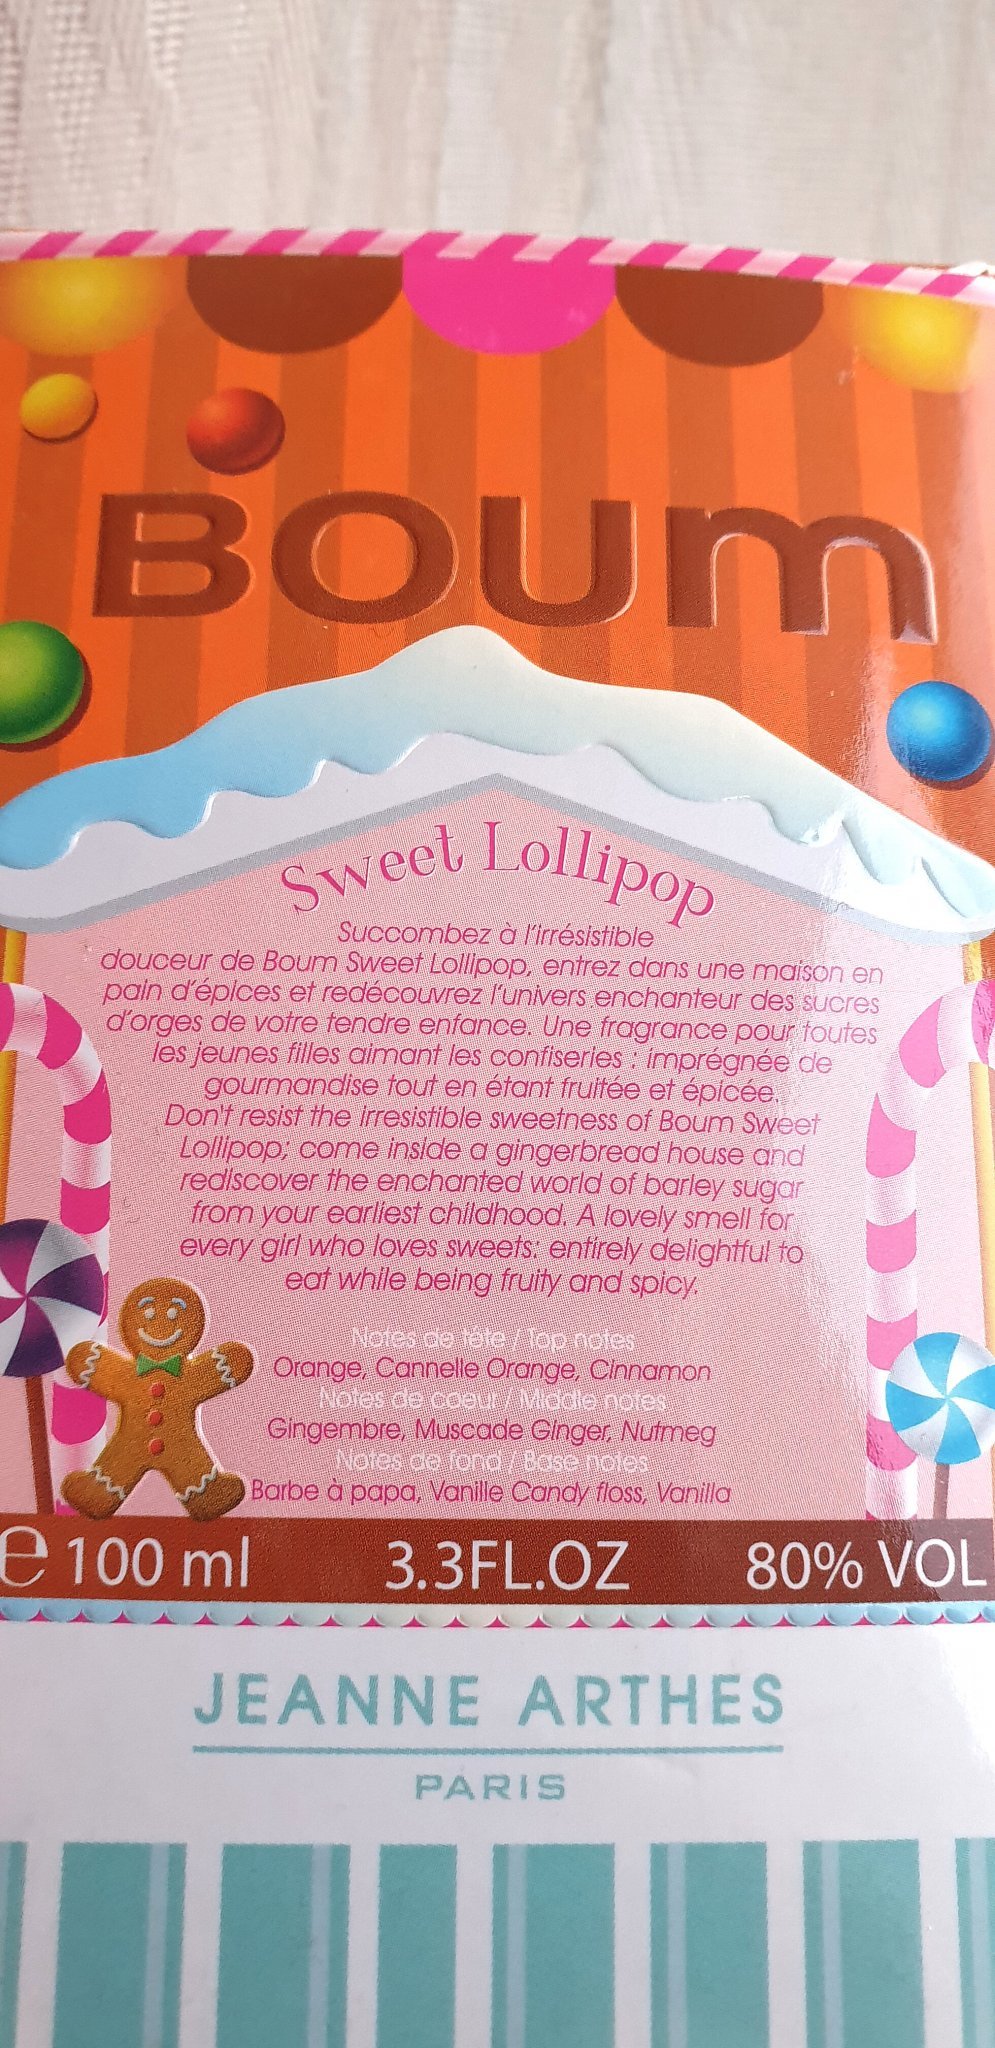 BOUM
Sweet Lollipop
Succombez à l'irrésistible
douceur de Boum Sweet Lollipop, entrez dans une maison en
pain d'épices et redécouvrez l'univers enchanteur des sucres
d'orges de votre tendre enfance. Une fragrance pour toutes
les jeunes filles aimant les confiseries : imprégnée de
gourmandise tout en étant fruitée et épicée.
Don't resist the irresistible sweetness of Boum Sweet
Lollipop; come inside a gingerbread house and
rediscover the enchanted world of barley sugar
from your earliest childhood. A lovely smell for
every girl who loves sweets: entirely delightful to
eat while being fruity and spicy.
Notes de tête / Top notes
Orange, Cannelle Orange, Cinnamon
Notes de coeur / Middle notes
Gingembre, Muscade Ginger, Nutmeg
Notes de fond / Base notes
Barbe à papa, Vanille Candy floss, Vanilla
e 100 ml 3.3FL.OZ 80% VOL
JEANNE ARTHES
PARIS